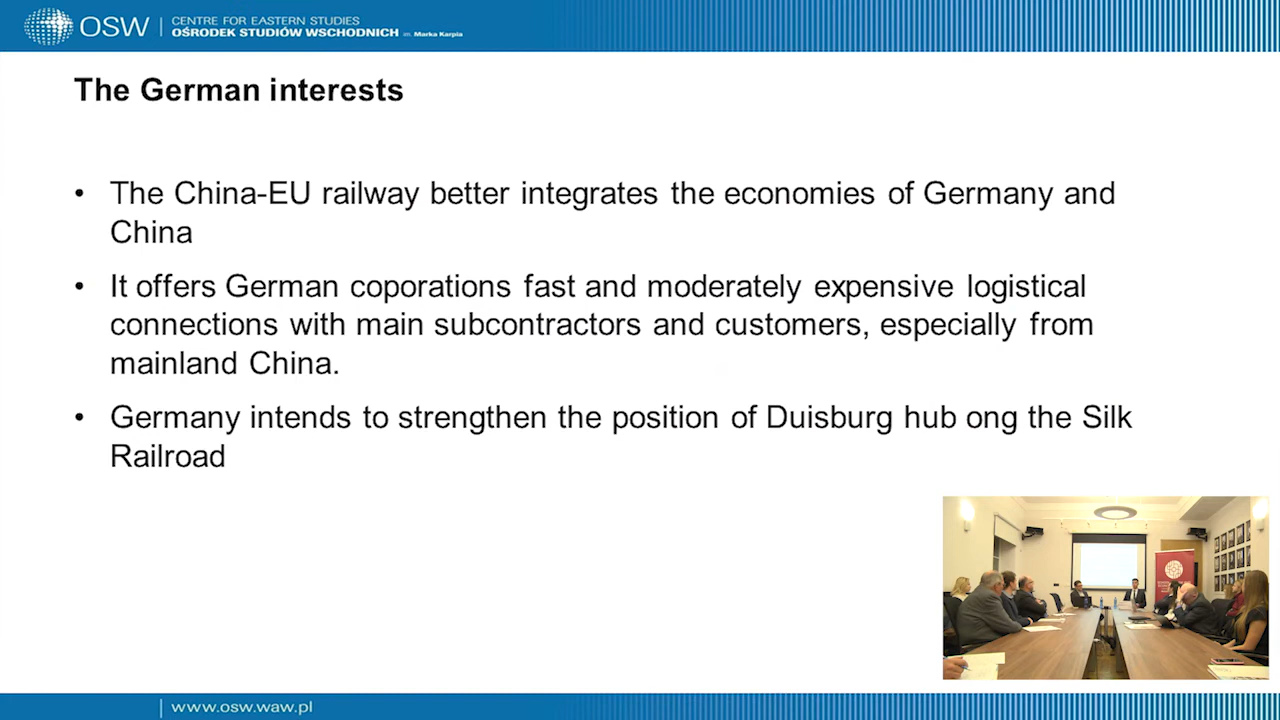 OSW
CENTRE FOR EASTERN STUDIES
OŚRODEK STUDIÓW WSCHODNICH im. Marka Karpia
The German interests
• The China-EU railway better integrates the economies of Germany and
China
• It offers German coporations fast and moderately expensive logistical
connections with main subcontractors and customers, especially from
mainland China.
• Germany intends to strengthen the position of Duisburg hub ong the Silk
Railroad
www.osw.waw.pl